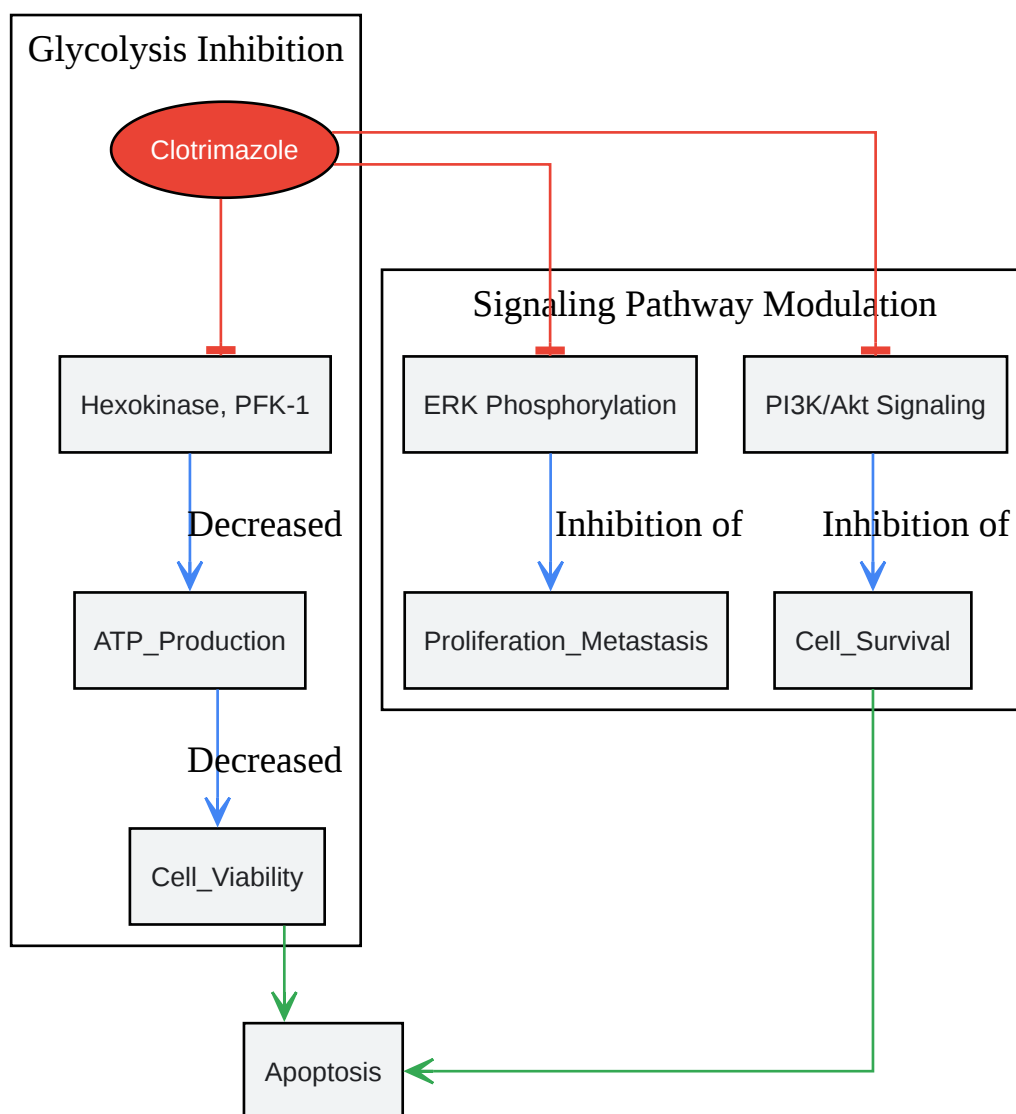 Glycolysis Inhibition
Clotrimazole
Signaling Pathway Modulation
Hexokinase, PFK-1
ERK Phosphorylation
PI3K/Akt Signaling
Decreased
Inhibition of
Inhibition of
ATP_Production
Proliferation_Metastasis
Cell_Survival
Decreased
Cell_Viability
Apoptosis